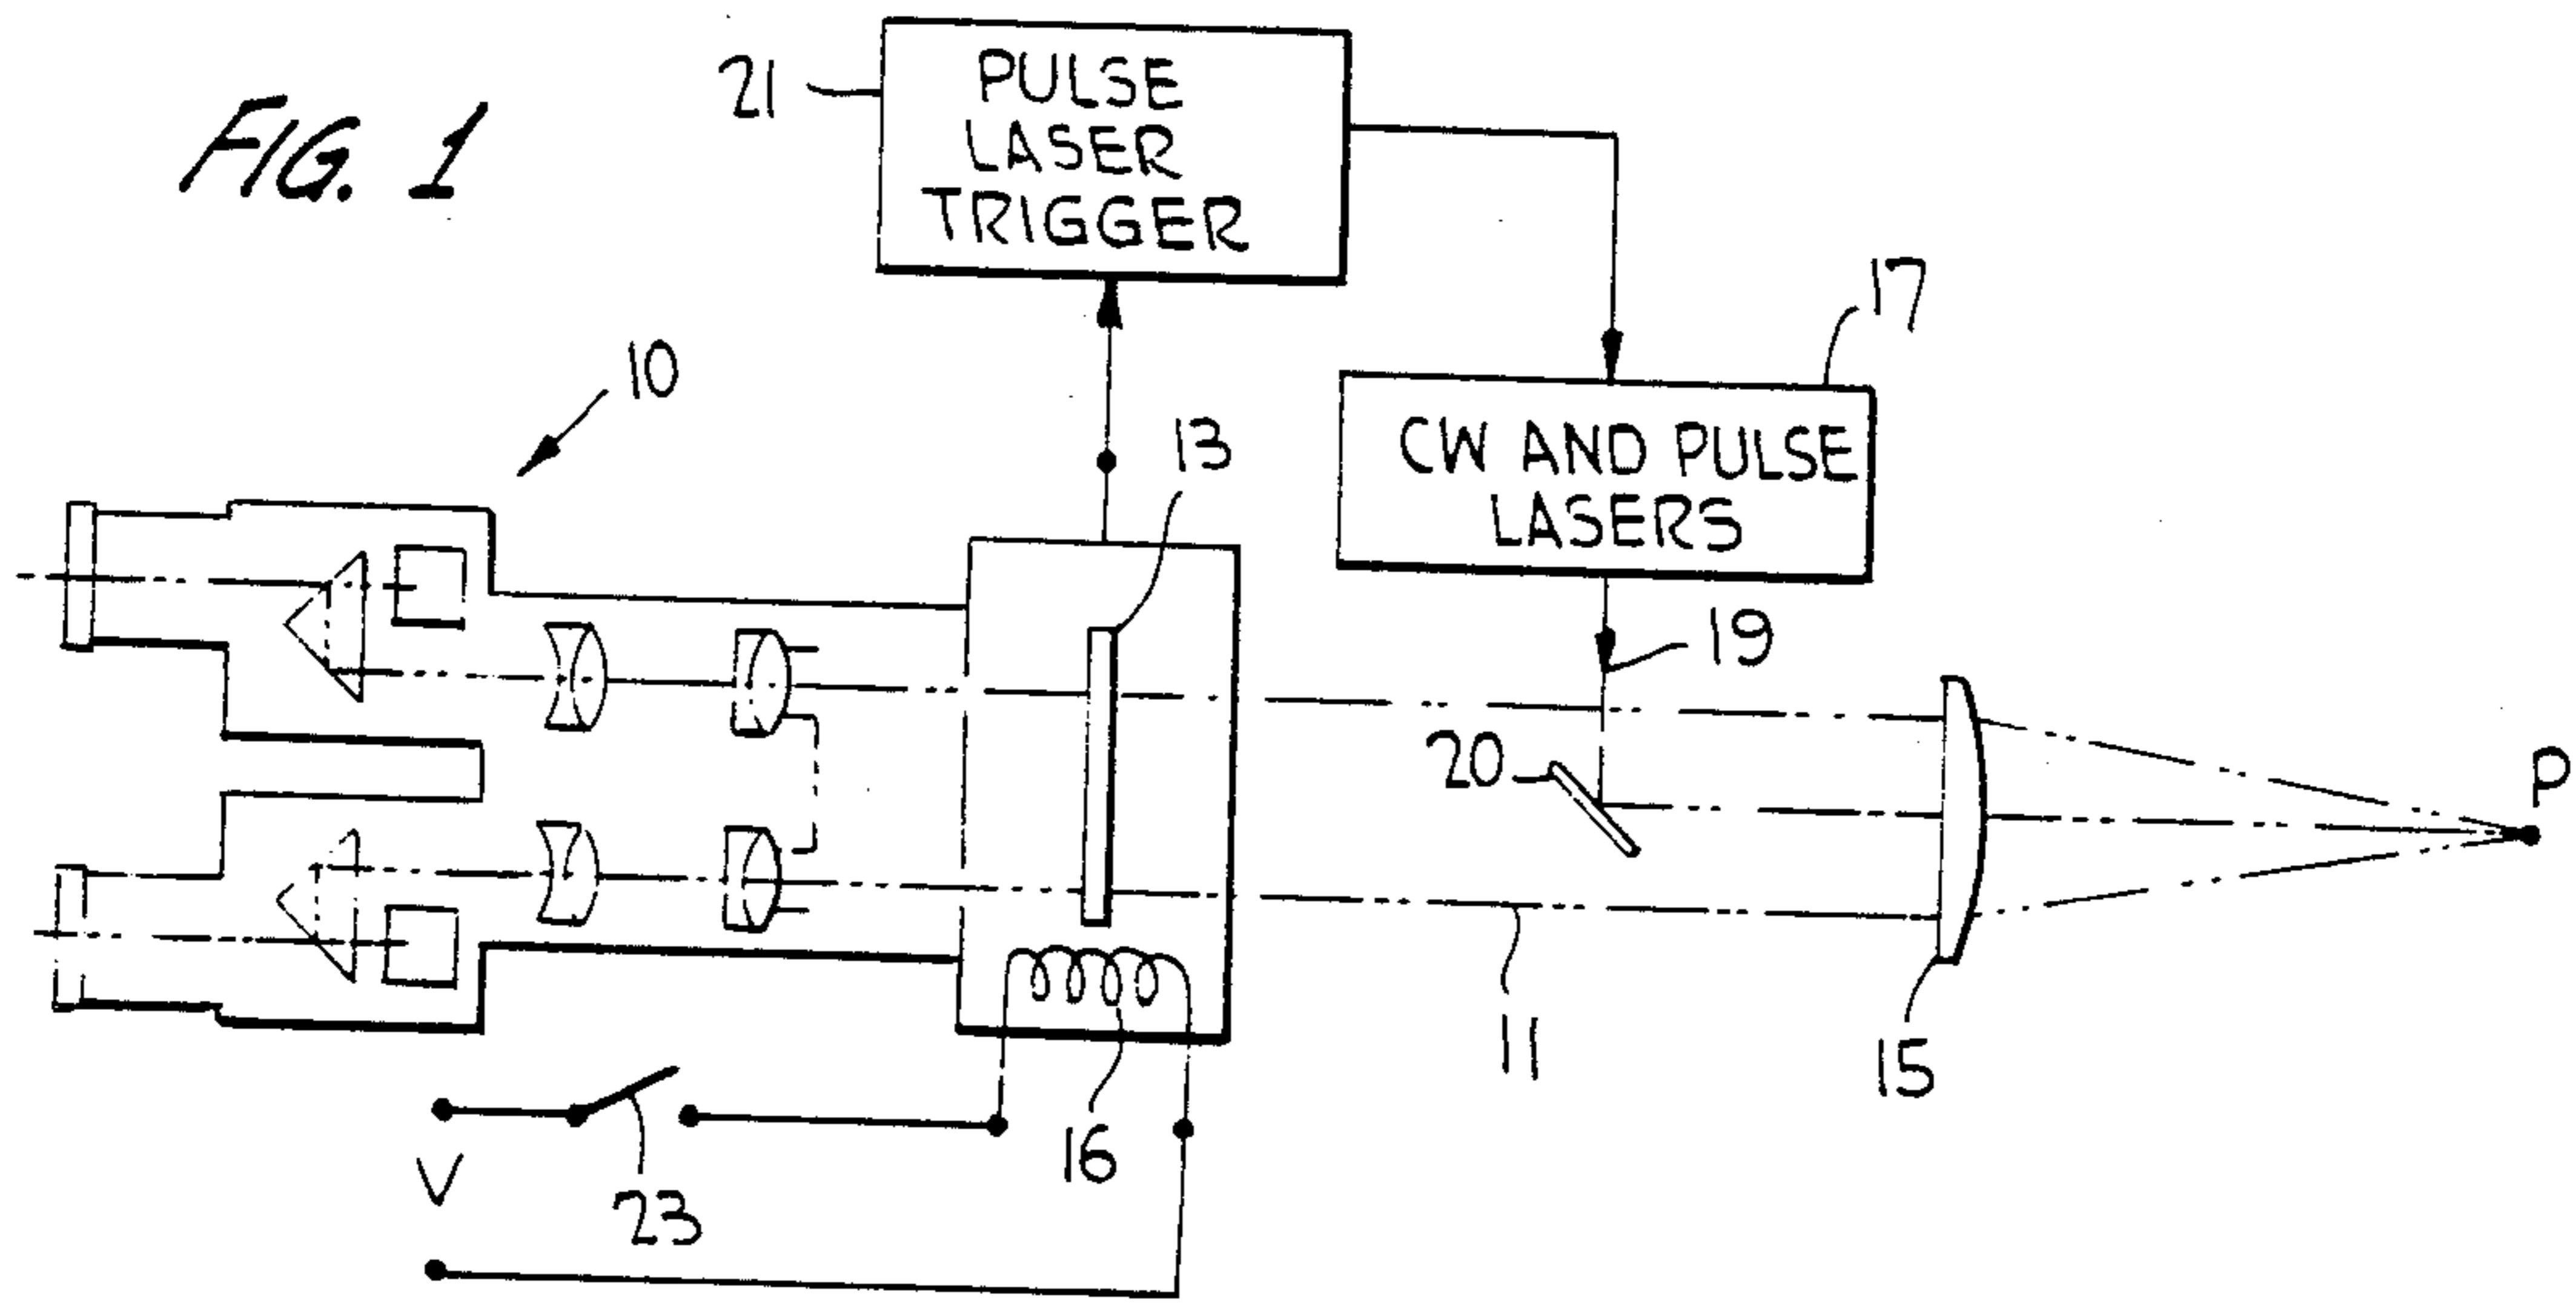 FIG. 1
21
PULSE
LASER
TRIGGER
17
10
CW AND PULSE
LASERS
13
19
20
P
11
15
16
V
23